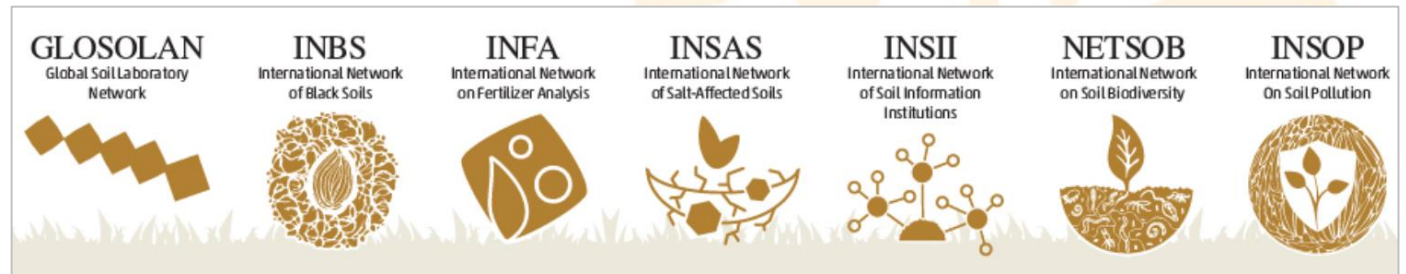 GLOSOLAN
Global Soil Laboratory
Network
INBS
International Network
of Black Soils
INFA
International Network
on Fertilizer Analysis
INSAS
International Network
of Salt-Affected Soils
INSII
International Network
of Soil Information
Institutions
NETSOB
International Network
on Soil Biodiversity
INSOP
International Network
On Soil Pollution